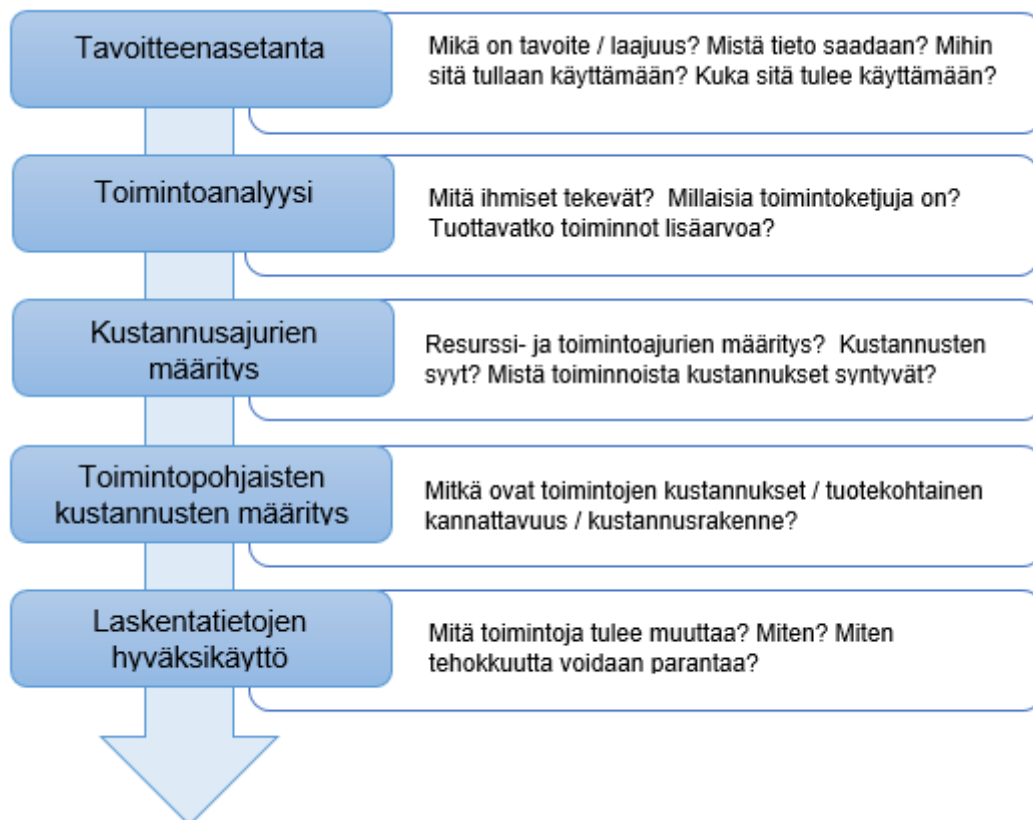 Tavoitteenasetanta
Mikä on tavoite / laajuus? Mistä tieto saadaan? Mihin
sitä tullaan käyttämään? Kuka sitä tulee käyttämään?
Toimintoanalyysi
Mitä ihmiset tekevät?  Millaisia toimintoketjuja on?
Tuottavatko toiminnot lisäarvoa?
Kustannusajurien
määritys
Resurssi- ja toimintoajurien määritys?  Kustannusten
syyt? Mistä toiminnoista kustannukset syntyvät?
Toimintopohjaisten
kustannusten määritys
Mitkä ovat toimintojen kustannukset / tuotekohtainen
kannattavuus / kustannusrakenne?
Laskentatietojen
hyväksikäyttö
Mitä toimintoja tulee muuttaa? Miten? Miten
tehokkuutta voidaan parantaa?